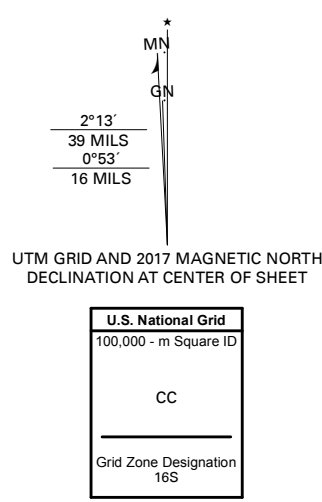 MN
GN
2°13´
39 MILS
0°53´
16 MILS
UTM GRID AND 2017 MAGNETIC NORTH
DECLINATION AT CENTER OF SHEET
U.S. National Grid
100,000 - m Square ID
CC
Grid Zone Designation
16S